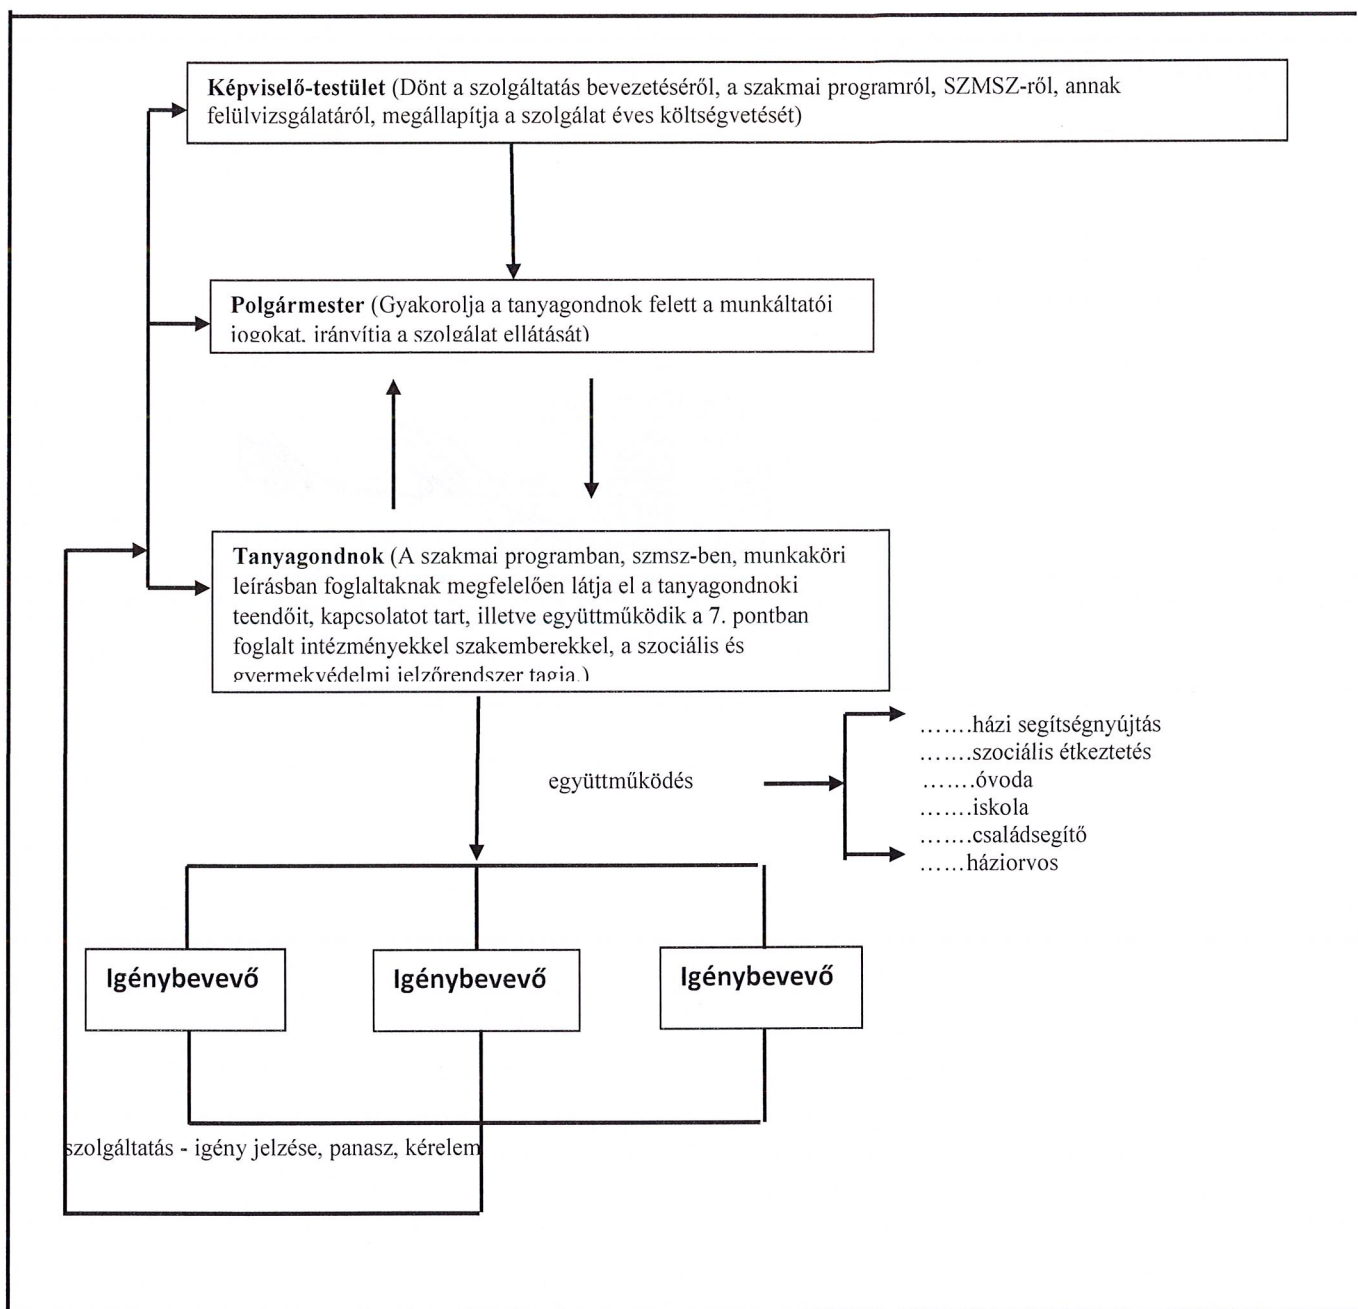 Képviselő-testület (Dönt a szolgáltatás bevezetéséről, a szakmai programról, SZMSZ-ről, annak
felülvizsgálatáról, megállapítja a szolgálat éves költségvetését)
Polgármester (Gyakorolja a tanyagondnok felett a munkáltatói
jogokat, irányítja a szolgálat ellátását)
Tanyagondnok (A szakmai programban, szmsz-ben, munkaköri
leírásban foglaltaknak megfelelően látja el a tanyagondnoki
teendőit, kapcsolatot tart, illetve együttműködik a 7. pontban
foglalt intézményekkel szakemberekkel, a szociális és
gyermekvédelmi jelzőrendszer tagja.)
együttműködés
.......házi segítségnyújtás
.......szociális étkeztetés
.......óvoda
.......iskola
.......családsegítő
......háziorvos
Igénybevevő
Igénybevevő
Igénybevevő
szolgáltatás - igény jelzése, panasz, kérelem